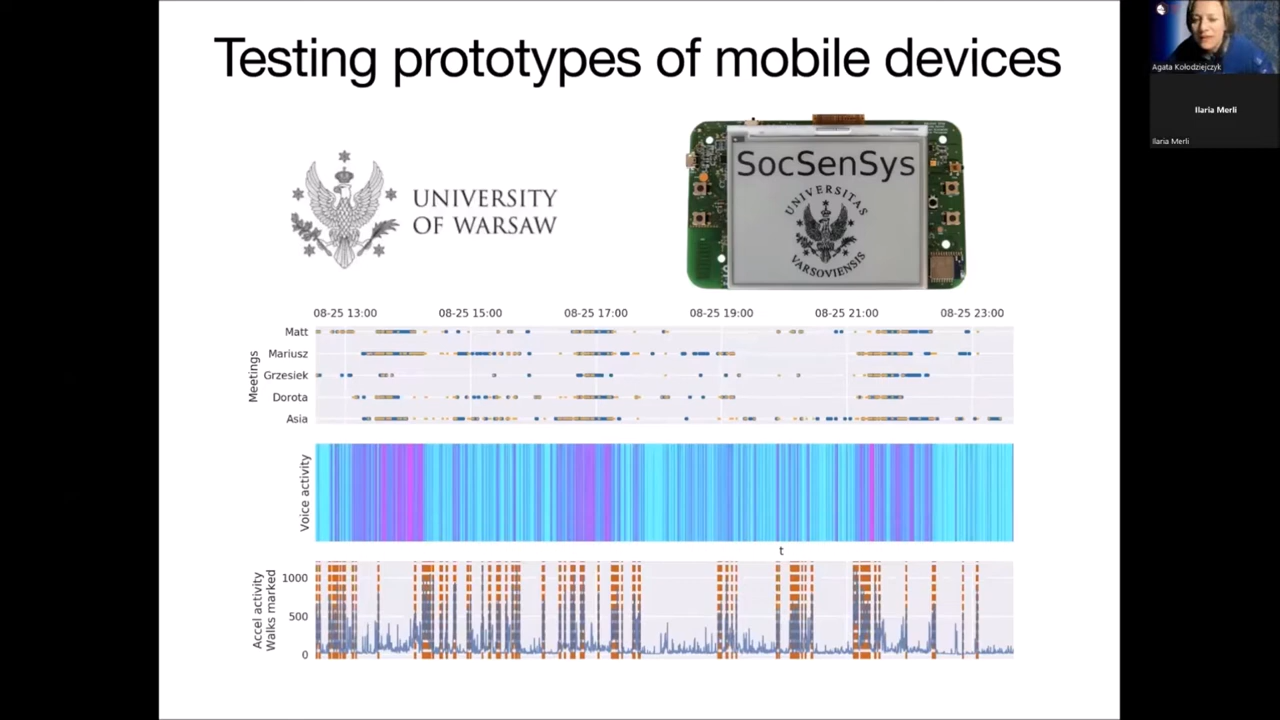 Testing prototypes of mobile devices
UNIVERSITY
OF WARSAW
SocSenSys
UNIVERSITAS
VARSOVIENSIS
08-25 13:00 08-25 15:00 08-25 17:00 08-25 19:00 08-25 21:00 08-25 23:00
Meetings
Matt
Mariusz
Grzesiek
Dorota
Asia
Voice activity
t
Accel activity
Walks marked
1000
500
0
Agata Kołodziejczyk
Ilaria Merli
Ilaria Merli